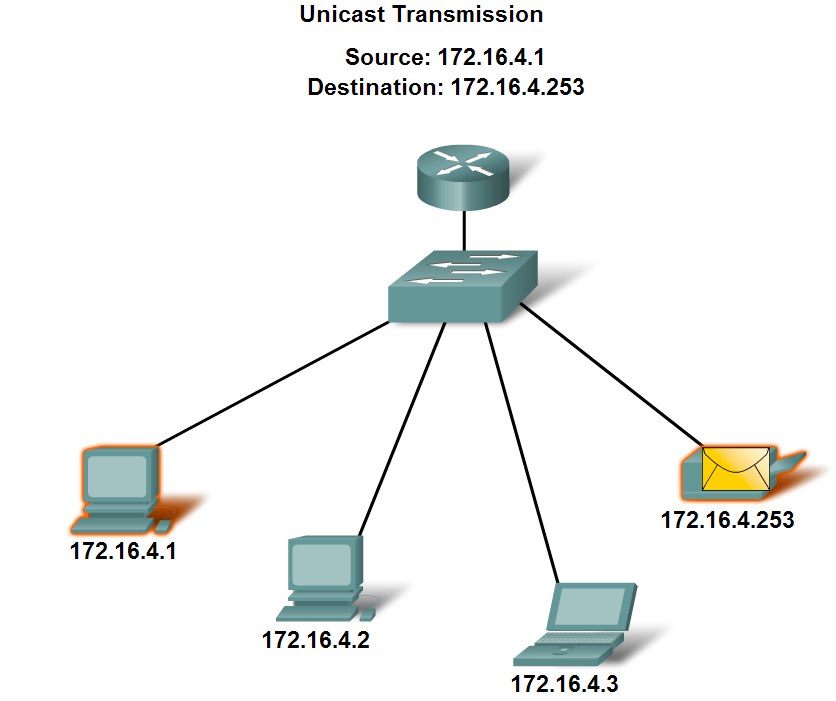 Unicast Transmission
Source: 172.16.4.1
Destination: 172.16.4.253
172.16.4.253
172.16.4.1
172.16.4.2
172.16.4.3